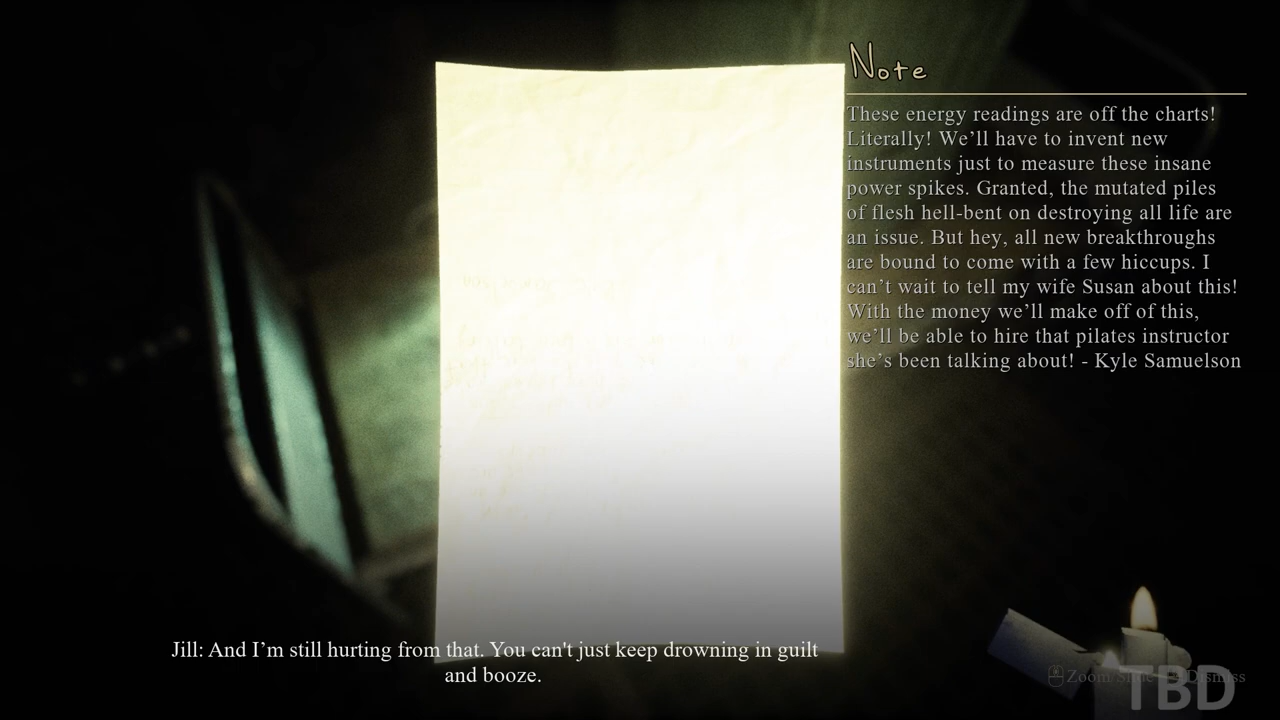 Note
These energy readings are off the charts!
Literally! We’ll have to invent new
instruments just to measure these insane
power spikes. Granted, the mutated piles
of flesh hell-bent on destroying all life are
an issue. But hey, all new breakthroughs
are bound to come with a few hiccups. I
can’t wait to tell my wife Susan about this!
With the money we’ll make off of this,
we’ll be able to hire that pilates instructor
she’s been talking about! - Kyle Samuelson
Jill: And I’m still hurting from that. You can't just keep drowning in guilt
and booze.
Zoom/Slide Dismiss
TBD